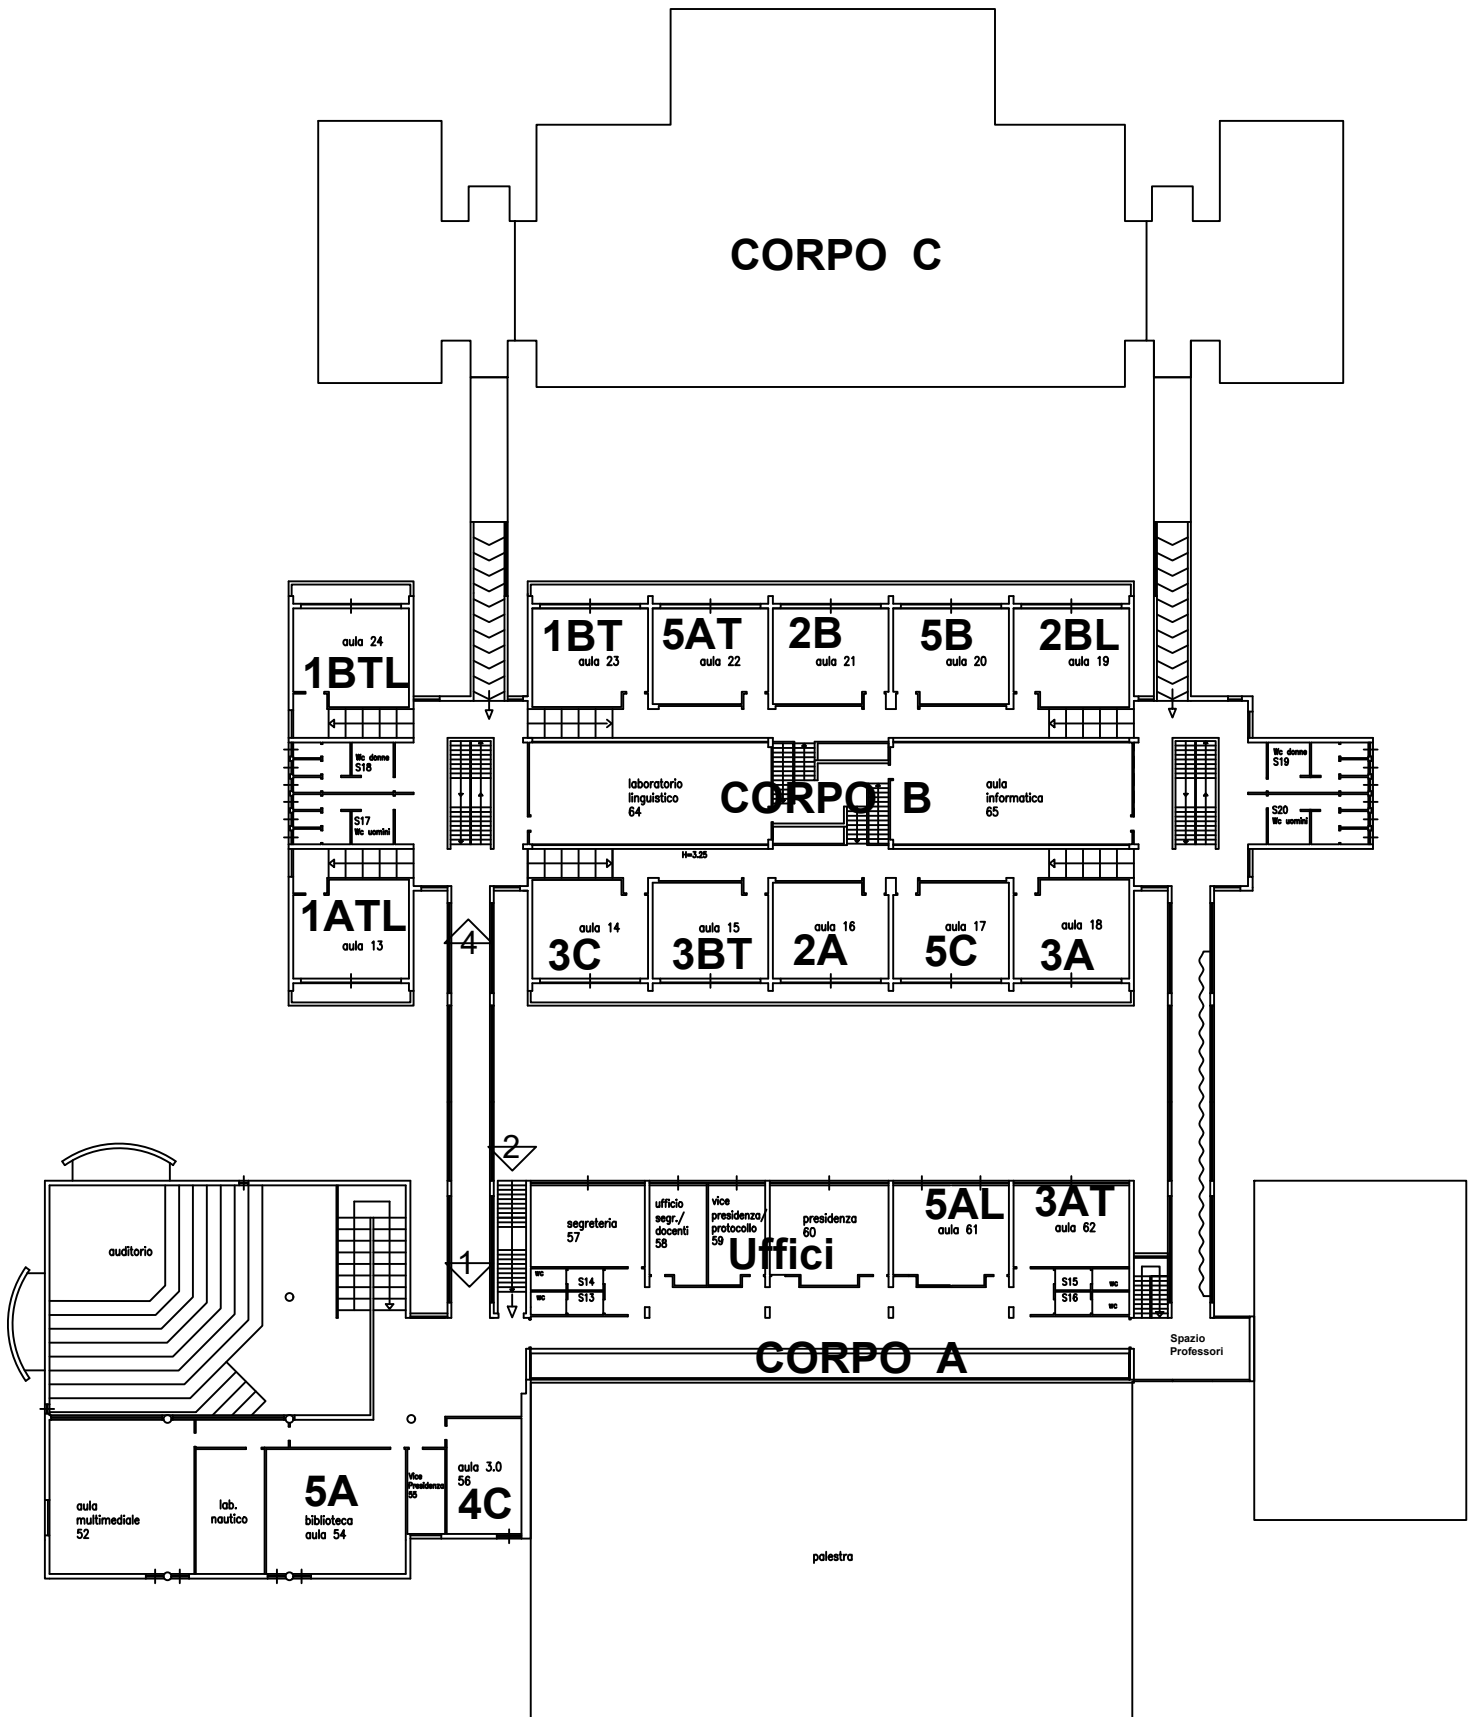 CORPO  C
aula 24
1BTL
1BT
aula 23
5AT
aula 22
2B
aula 21
5B
aula 20
2BL
aula 19
Wc donne
S18
S17
Wc uomini
laboratorio
linguistico
64
CORPO  B
aula
informatica
65
Wc donne
S19
S20
Wc uomini
H=3.25
1ATL
aula 13
4
aula 14
3C
aula 15
3BT
aula 16
2A
aula 17
5C
aula 18
3A
2
1
auditorio
segreteria
57
ufficio
segr./
docenti
58
vice
presidenza/
protocollo
59
presidenza
60
Uffici
5AL
aula 61
3AT
aula 62
wc
S14
wc
S13
S15
wc
S16
wc
CORPO  A
Spazio
Professori
aula
multimediale
52
lab.
nautico
5A
biblioteca
aula 54
Vice
Presidenza
55
aula 3.0
56
4C
palestra